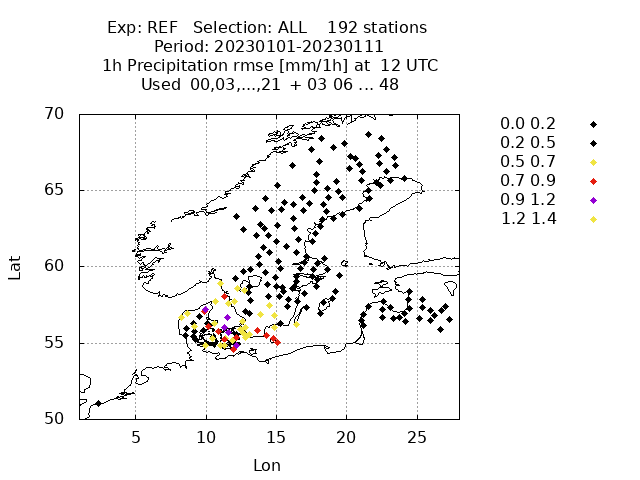 Exp: REF Selection: ALL 192 stations
Period: 20230101-20230111
1h Precipitation rmse [mm/1h] at 12 UTC
Used 00,03,...,21 + 03 06 ... 48
70
65
60
55
50
Lat
5 10 15 20 25
Lon
0.0 0.2
0.2 0.5
0.5 0.7
0.7 0.9
0.9 1.2
1.2 1.4